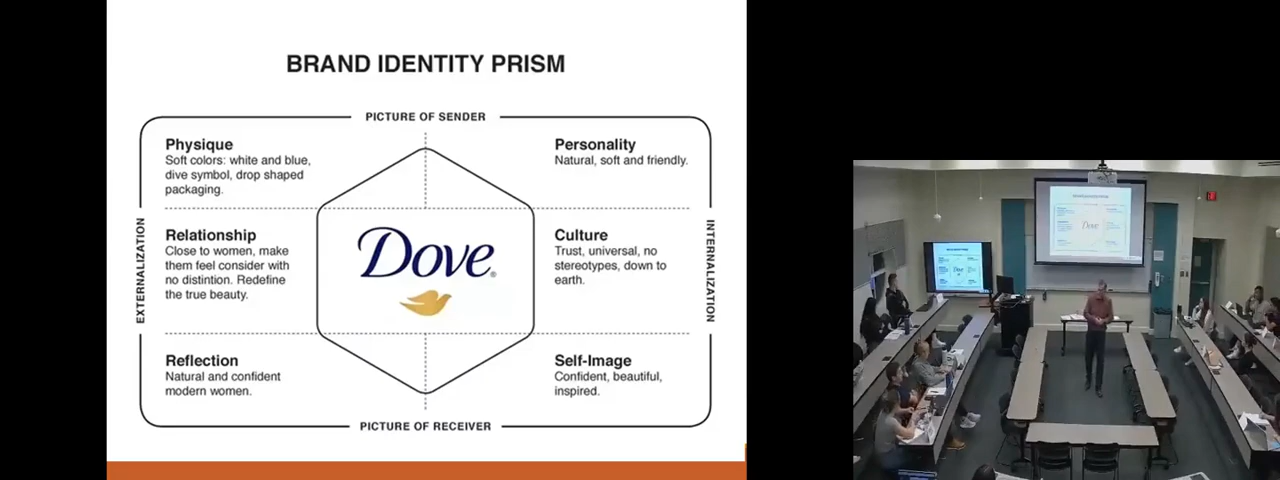 BRAND IDENTITY PRISM
PICTURE OF SENDER
Physique
Soft colors: white and blue,
dive symbol, drop shaped
packaging.
Personality
Natural, soft and friendly.
EXTERNALIZATION
Relationship
Close to women, make
them feel consider with
no distintion. Redefine
the true beauty.
Dove®
Culture
Trust, universal, no
stereotypes, down to
earth.
INTERNALIZATION
Reflection
Natural and confident
modern women.
Self-Image
Confident, beautiful,
inspired.
PICTURE OF RECEIVER
Dove
Dove